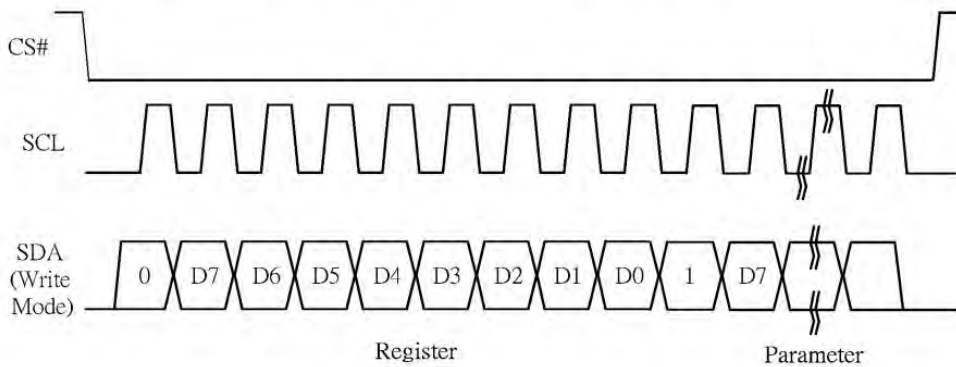 CS#
SCL
SDA
(Write
Mode)
0 D7 D6 D5 D4 D3 D2 D1 D0 1 D7
Register Parameter